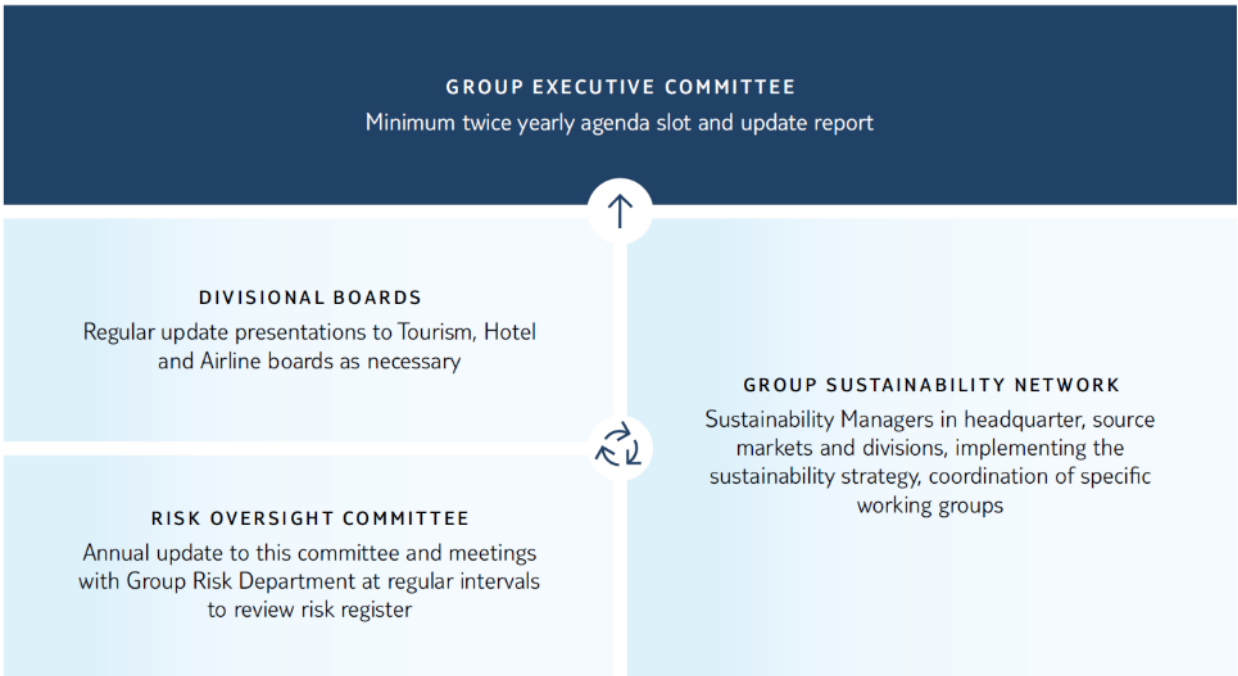 GROUP EXECUTIVE COMMITTEE
Minimum twice yearly agenda slot and update report
DIVISIONAL BOARDS
Regular update presentations to Tourism, Hotel
and Airline boards as necessary
RISK OVERSIGHT COMMITTEE
Annual update to this committee and meetings
with Group Risk Department at regular intervals
to review risk register
GROUP SUSTAINABILITY NETWORK
Sustainability Managers in headquarter, source
markets and divisions, implementing the
sustainability strategy, coordination of specific
working groups